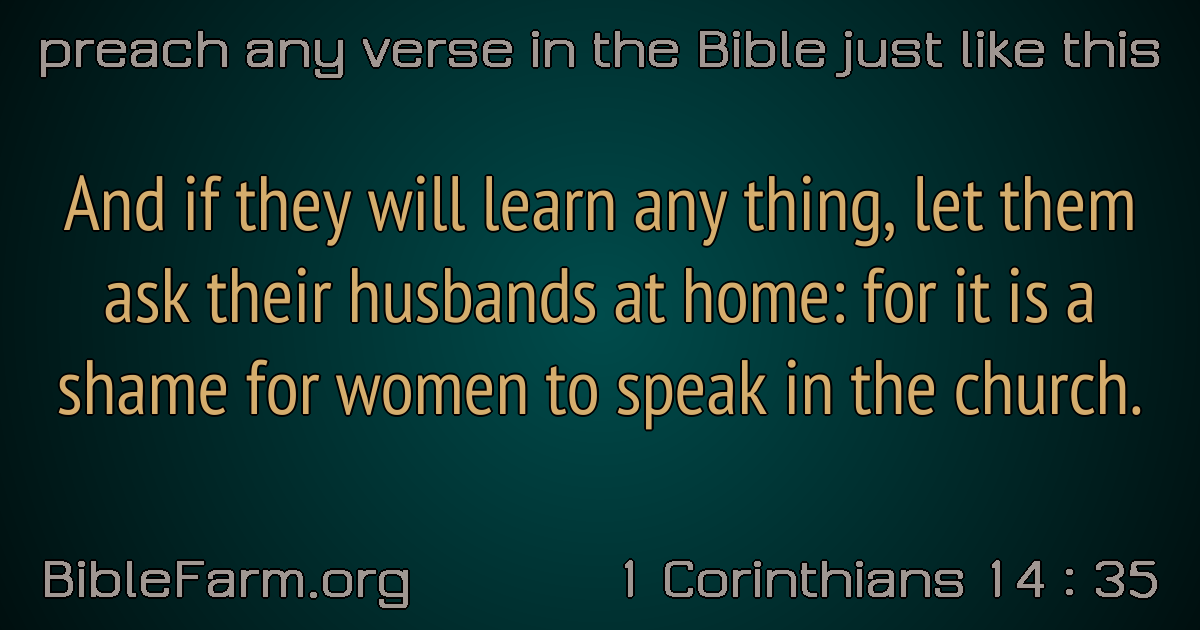 preach any verse in the Bible just like this
And if they will learn any thing, let them
ask their husbands at home: for it is a
shame for women to speak in the church.
BibleFarm.org
1 Corinthians 14 : 35